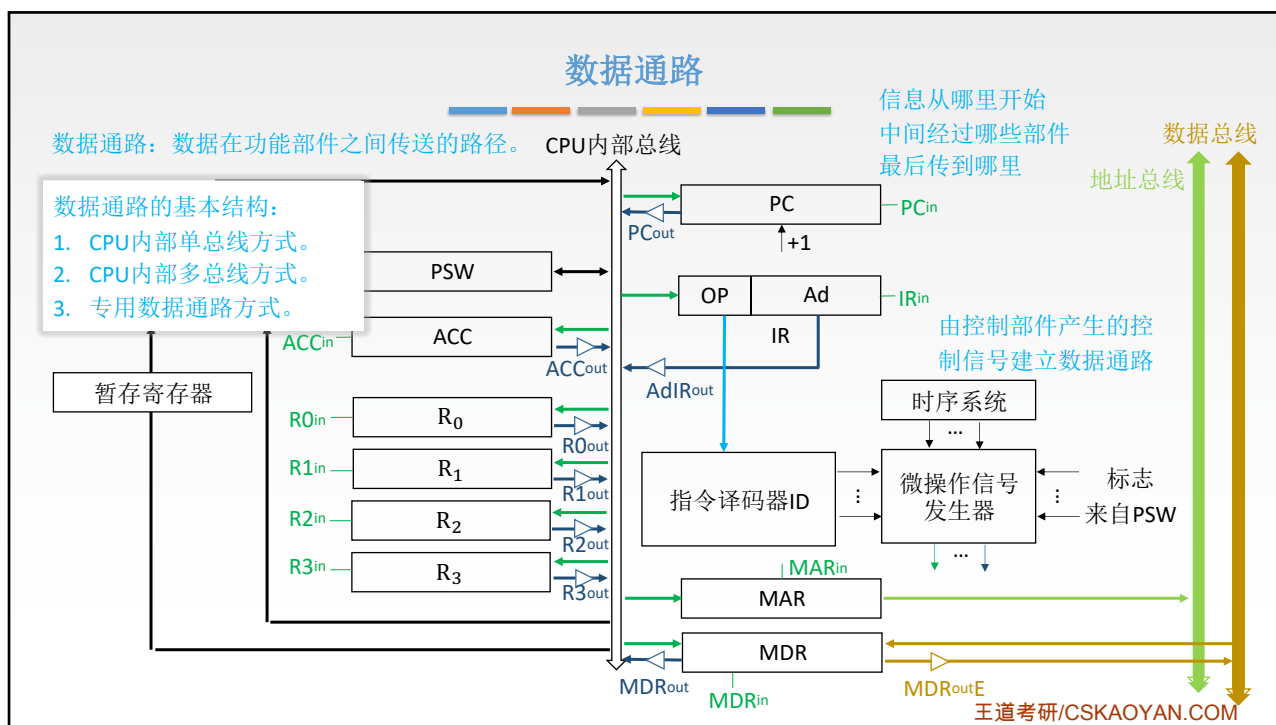 数据通路
数据通路：数据在功能部件之间传送的路径。
CPU内部总线
信息从哪里开始
中间经过哪些部件
最后传到哪里
数据总线
地址总线
数据通路的基本结构：
1. CPU内部单总线方式。
2. CPU内部多总线方式。
3. 专用数据通路方式。
PC
PCin
PCout
+1
PSW
OP
Ad
IRin
IR
ACCin
ACC
ACCout
AdIRout
由控制部件产生的控
制信号建立数据通路
暂存寄存器
时序系统
...
R0in
R0
R0out
R1in
R1
R1out
R2in
R2
R2out
R3in
R3
R3out
指令译码器ID
...
微操作信号
发生器
...
标志
来自PSW
...
MARin
MAR
MDR
MDRout
MDRin
MDRoutE
王道考研/CSKAOYAN.COM